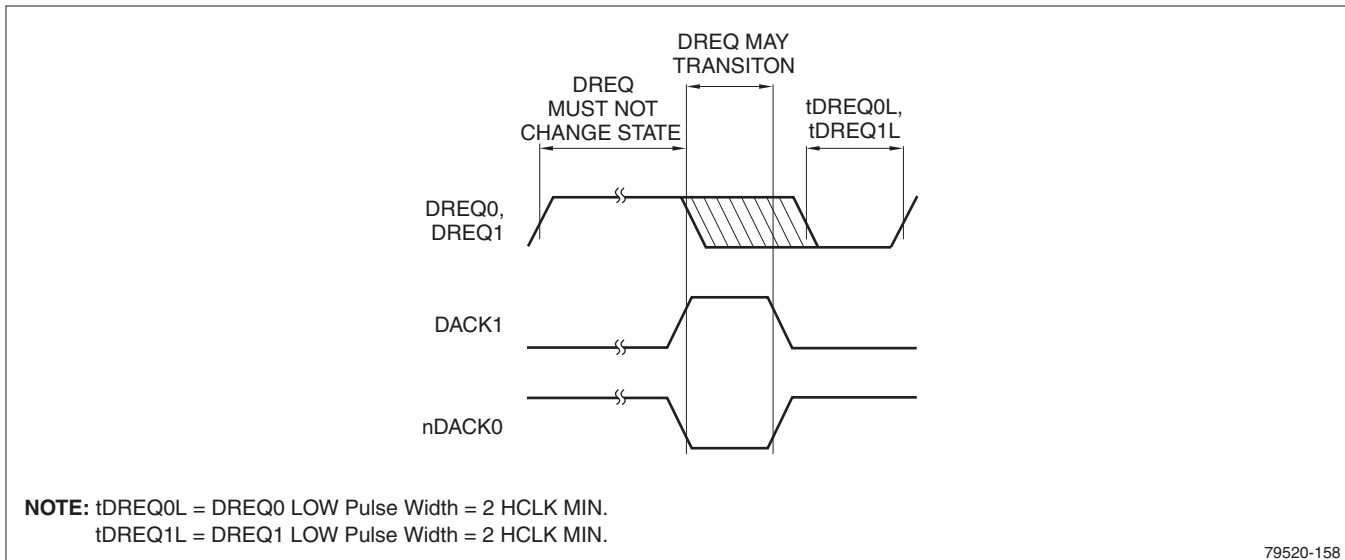 DREQ MAY
TRANSITON
DREQ
MUST NOT
CHANGE STATE
tDREQ0L,
tDREQ1L
DREQ0,
DREQ1
DACK1
nDACK0
NOTE: tDREQ0L = DREQ0 LOW Pulse Width = 2 HCLK MIN.
tDREQ1L = DREQ1 LOW Pulse Width = 2 HCLK MIN.
79520-158